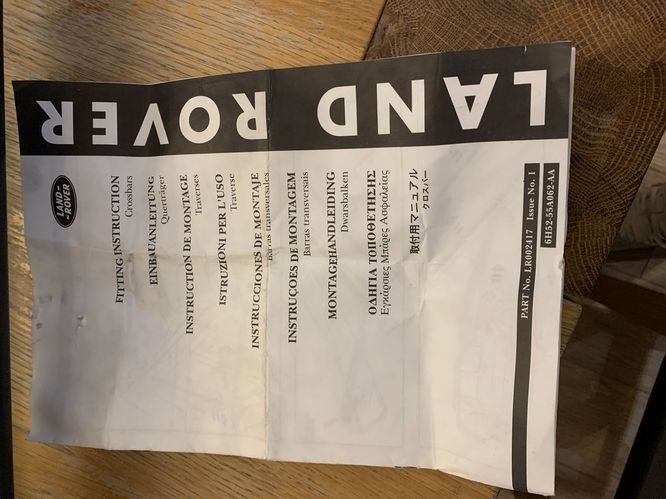 LAND ROVER
LAND-
-ROVER
FITTING INSTRUCTION
Crossbars
EINBAUANLEITUNG
Querträger
INSTRUCTION DE MONTAGE
Traverses
ISTRUZIONI PER L'USO
Traverse
INSTRUCCIONES DE MONTAJE
Barras transversales
INSTRUÇOES DE MONTAGEM
Barras transversais
MONTAGEHANDLEIDING
Dwarsbalken
ΟΔΗΓΙΑ ΤΟΠΟΘΕΤΗΣΗΣ
Εγκάρσιες Μπάρες Ασφαλείας
取付用マニュアル
クロスバー
PART No. LR002417 Issue No. 1
6H52-55A062-AA